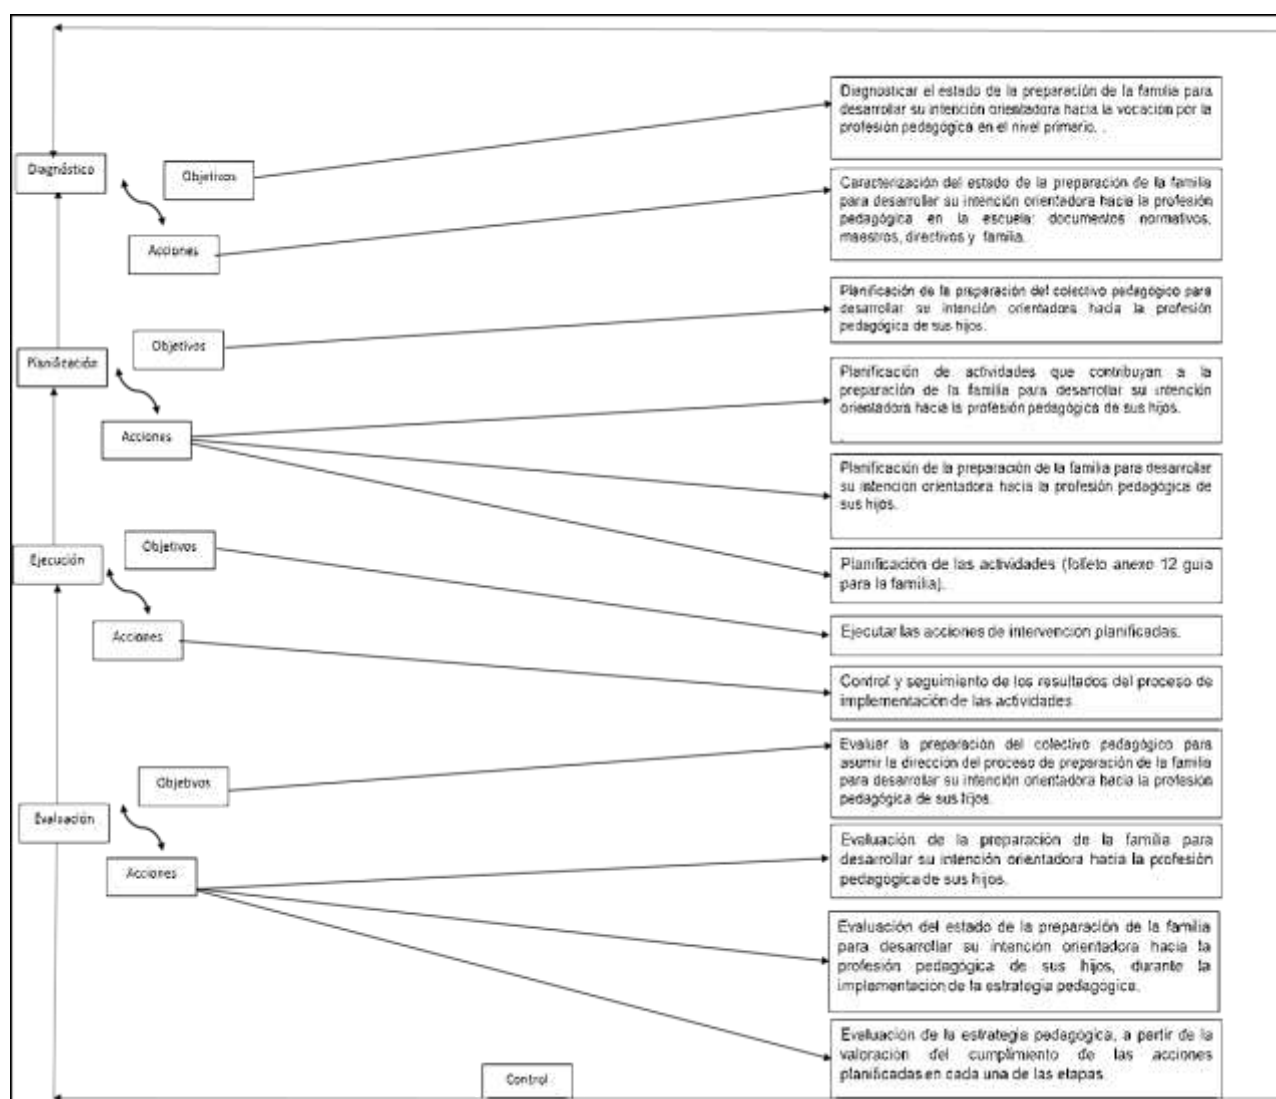 Diagnosticar el estado de la preparación de la familia para
desarrollar su intención orientadora hacia la vocación por la
profesión pedagógica en el nivel primario. .
Diagnóstico
Objetivos
Caracterización del estado de la preparación de la familia
para desarrollar su intención orientadora hacia la profesión
pedagógica en la escuela: documentos normativos,
maestros, directivos y familia.
Acciones
Planificación de la preparación del colectivo pedagógico para
desarrollar su intención orientadora hacia la profesión
pedagógica de sus hijos.
Objetivos
Planificación
Planificación de actividades que contribuyan a la
preparación de la familia para desarrollar su intención
orientadora hacia la profesión pedagógica de sus hijos.
.
Acciones
Planificación de la preparación de la familia para desarrollar
su intención orientadora hacia la profesión pedagógica de
sus hijos.
Planificación de las actividades (folleto anexo 12 guia
para la familia).
Objetivos
Ejecución
Ejecutar las acciones de intervención planificadas.
Acciones
Control y seguimiento de los resultados del proceso de
implementación de las actividades
Evaluar la preparación del colectivo pedagógico para
asumir la dirección del proceso de preparación de la familia
para desarrollar su intención orientadora hacia la profesión
pedagógica de sus hijos.
Objetivos
Evaluación
Evaluación de la preparación de la familia para
desarrollar su intención orientadora hacia la profesión
pedagógica de sus hijos.
Acciones
Evaluación del estado de la preparación de la familia
para desarrollar su intención orientadora hacia la
profesión pedagógica de sus hijos, durante la
implementación de la estrategia pedagógica.
Evaluación de la estrategia pedagógica, a partir de la
valoración del cumplimiento de las acciones
planificadas en cada una de las etapas.
Control